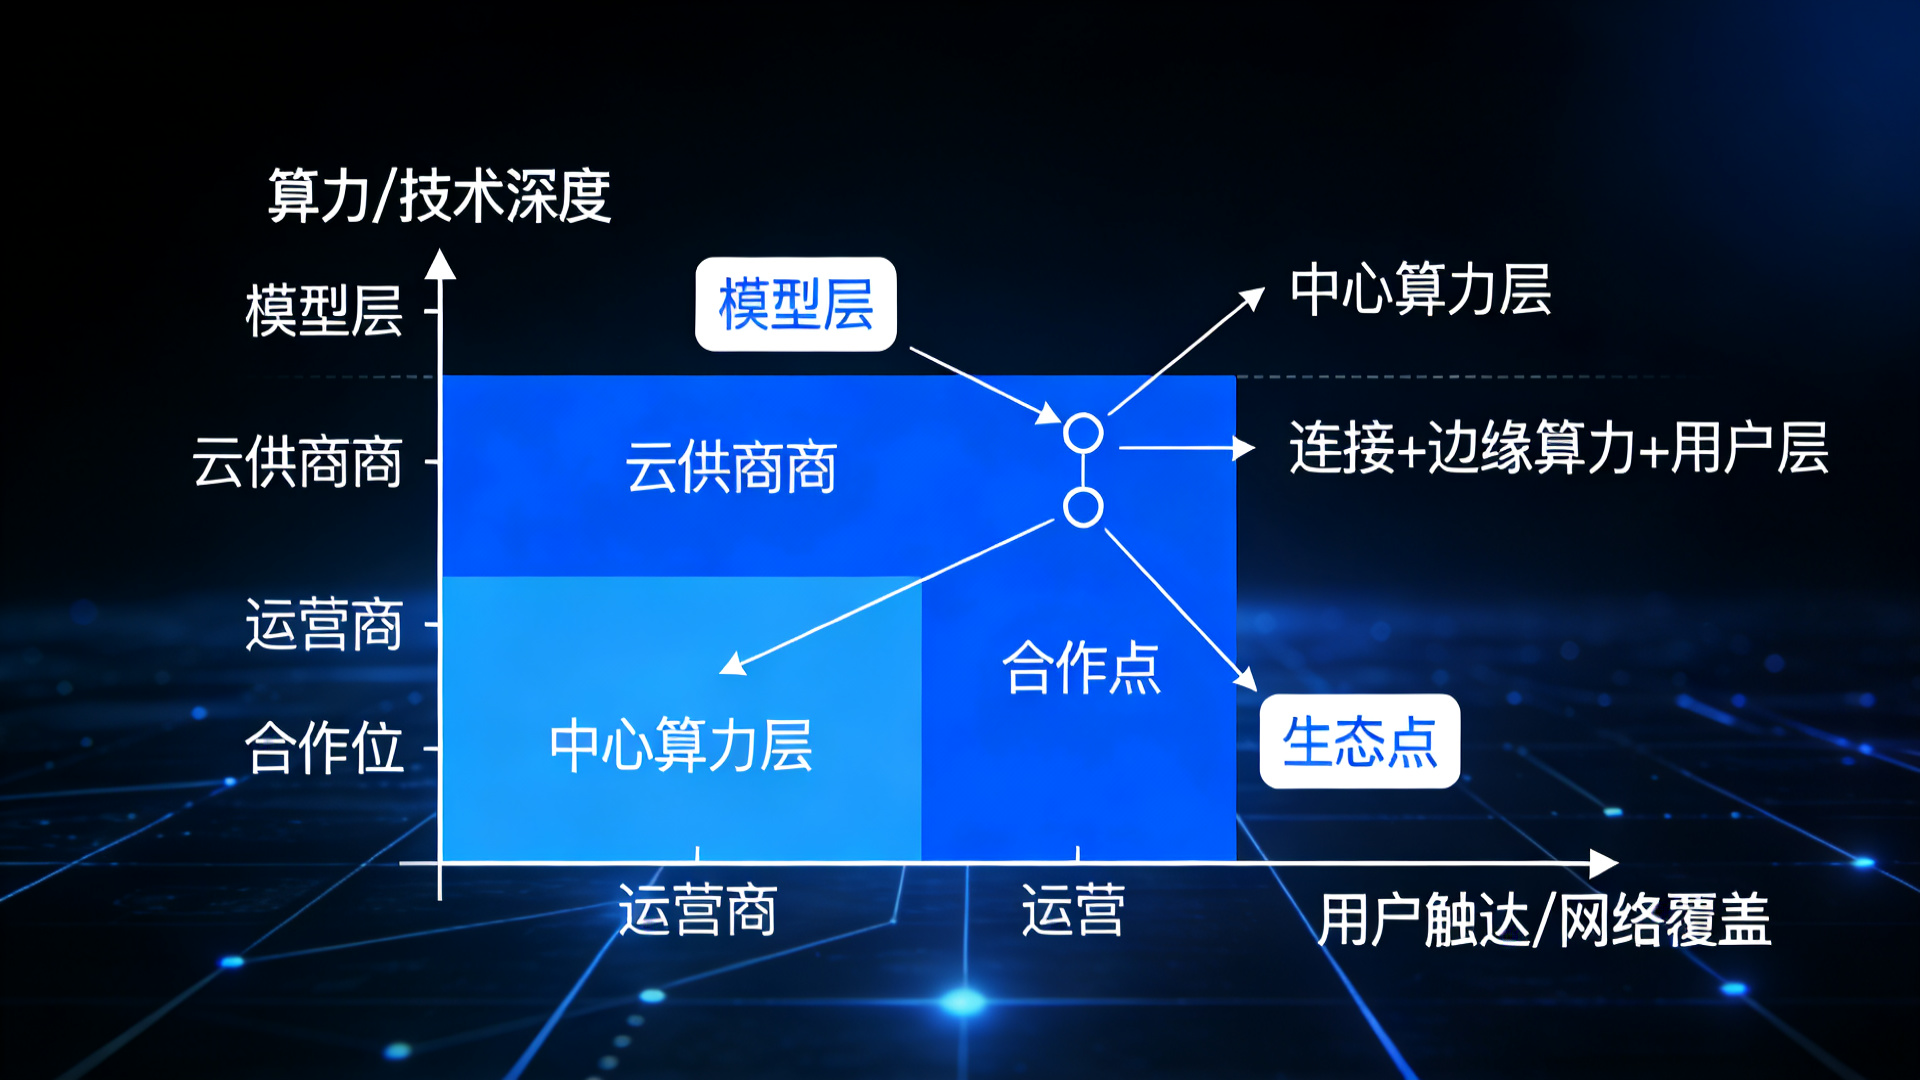 算力/技术深度
模型层
模型层
中心算力层
云供商商
云供商商
连接+边缘算力+用户层
运营商
合作点
合作位
中心算力层
生态点
运营商
运营
用户触达/网络覆盖